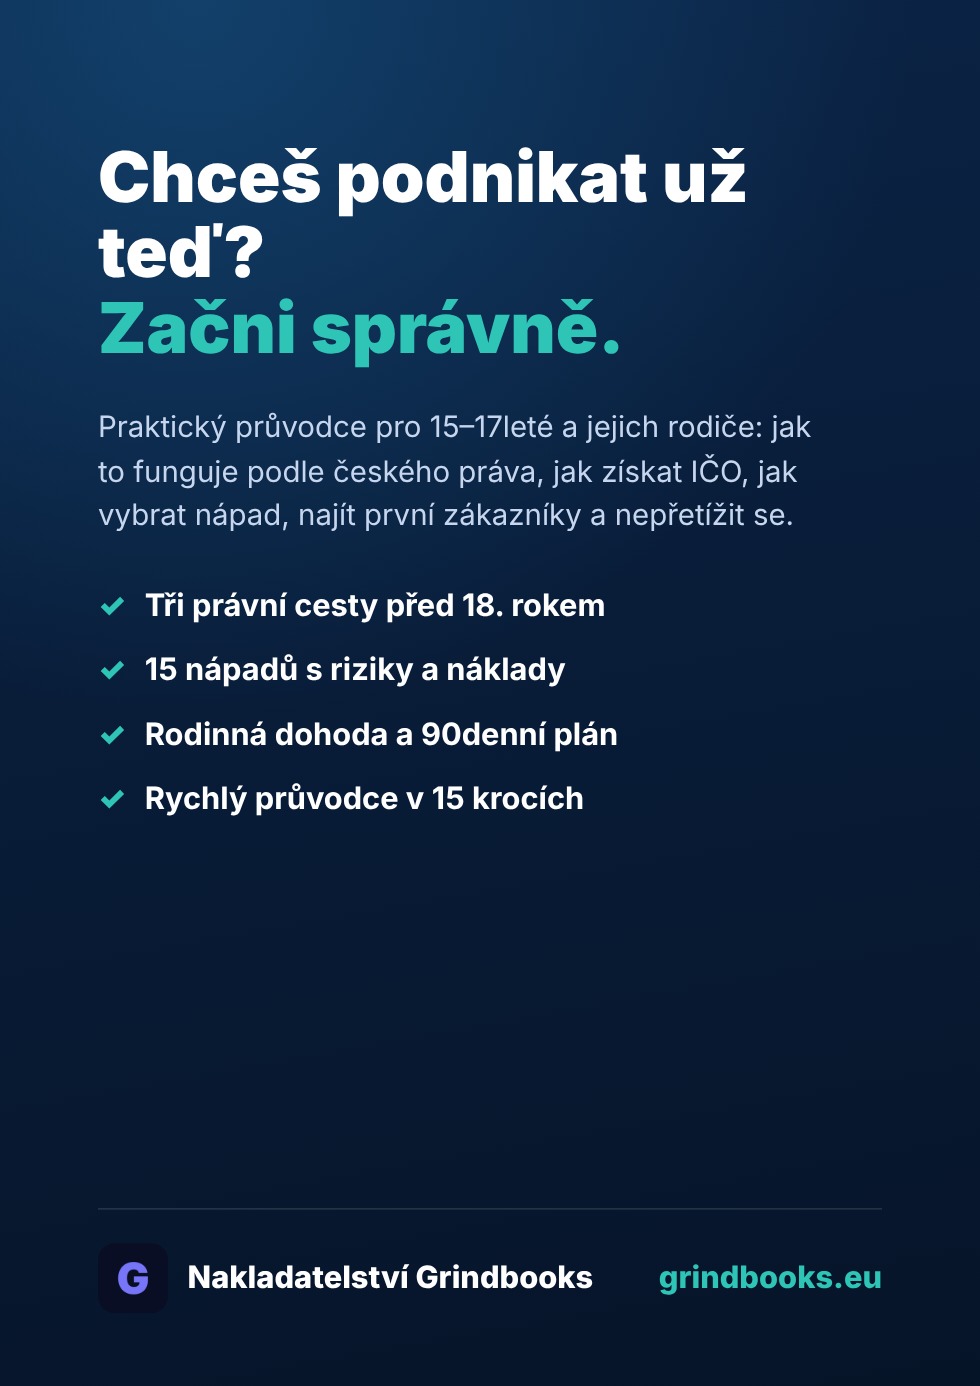 Chceš podnikat už
teď?
Začni správně.
Praktický průvodce pro 15–17leté a jejich rodiče: jak
to funguje podle českého práva, jak získat IČO, jak
vybrat nápad, najít první zákazníky a nepřetížit se.
Tři právní cesty před 18. rokem
15 nápadů s riziky a náklady
Rodinná dohoda a 90denní plán
Rychlý průvodce v 15 krocích
G Nakladatelství Grindbooks grindbooks.eu